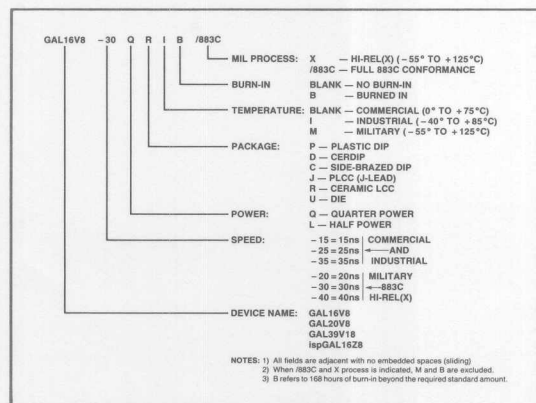 GAL16V8 -30 Q R I B /883C
MIL PROCESS: X — HI-REL(X) (-55° TO +125°C)
/883C — FULL 883C CONFORMANCE
BURN-IN BLANK — NO BURN-IN
B — BURNED IN
TEMPERATURE: BLANK — COMMERCIAL (0° TO +75°C)
I — INDUSTRIAL (-40° TO +85°C)
M — MILITARY (-55° TO +125°C)
PACKAGE: P — PLASTIC DIP
D — CERDIP
C — SIDE-BRAZED DIP
J — PLCC (J-LEAD)
R — CERAMIC LCC
U — DIE
POWER: Q — QUARTER POWER
L — HALF POWER
SPEED: -15 = 15ns COMMERCIAL
-25 = 25ns AND
-35 = 35ns INDUSTRIAL
-20 = 20ns MILITARY
-30 = 30ns 883C
-40 = 40ns HI-REL(X)
DEVICE NAME: GAL16V8
GAL20V8
GAL39V18
ispGAL16Z8
NOTES: 1) All fields are adjacent with no embedded spaces (sliding)
2) When /883C and X process is indicated, M and B are excluded.
3) B refers to 168 hours of burn-in beyond the required standard amount.